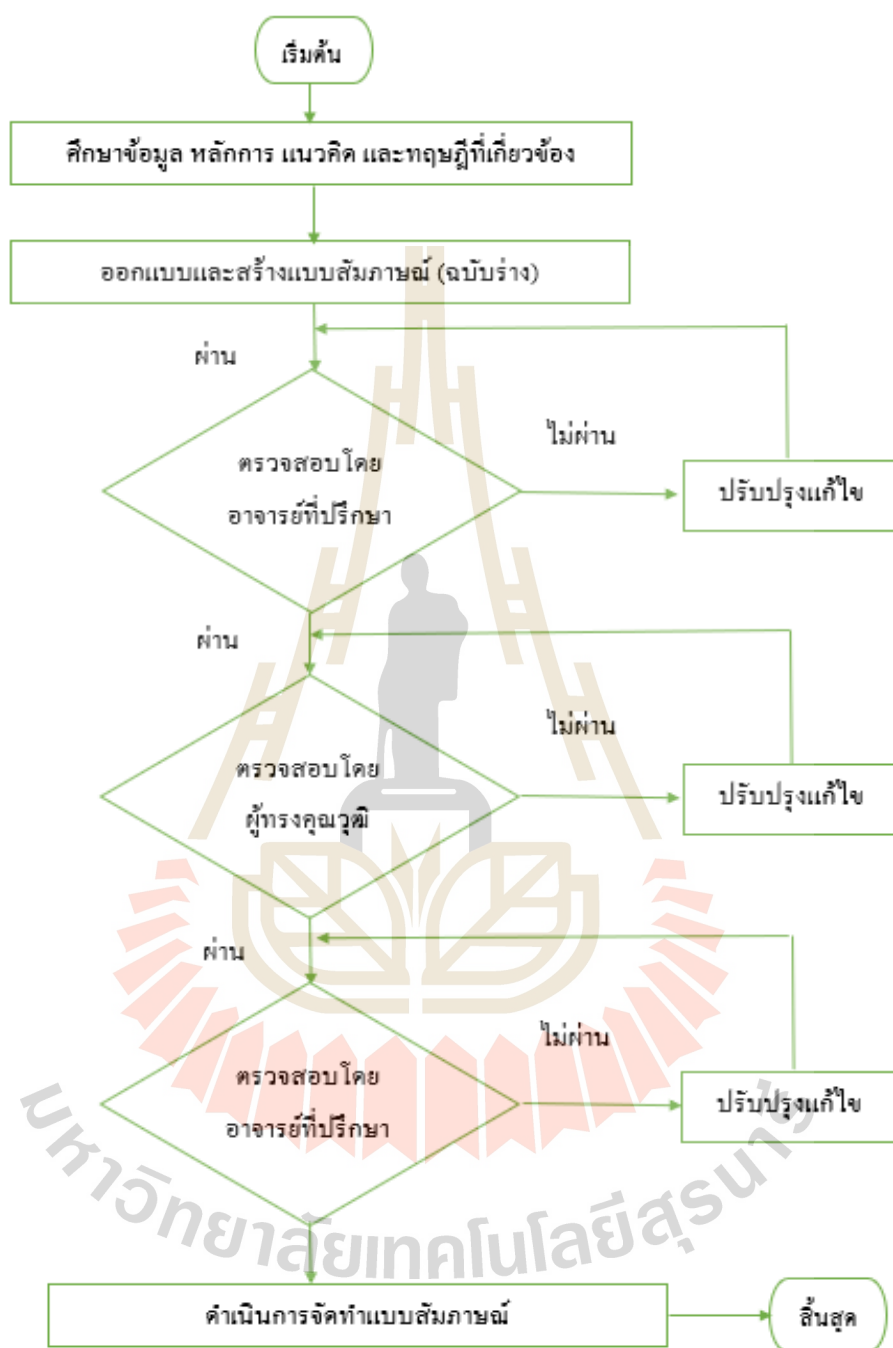 เริ่มต้น
ศึกษาข้อมูล หลักการ แนวคิด และทฤษฎีที่เกี่ยวข้อง
ออกแบบและสร้างแบบสัมภาษณ์ (ฉบับร่าง)
ผ่าน
ไม่ผ่าน
ตรวจสอบโดย
อาจารย์ที่ปรึกษา
ปรับปรุงแก้ไข
ผ่าน
ไม่ผ่าน
ตรวจสอบโดย
ผู้ทรงคุณวุฒิ
ปรับปรุงแก้ไข
ผ่าน
ไม่ผ่าน
ตรวจสอบโดย
อาจารย์ที่ปรึกษา
ปรับปรุงแก้ไข
มหาวิทยาลัยเทคโนโลยีสุรนารี
ดำเนินการจัดทำแบบสัมภาษณ์
สิ้นสุด